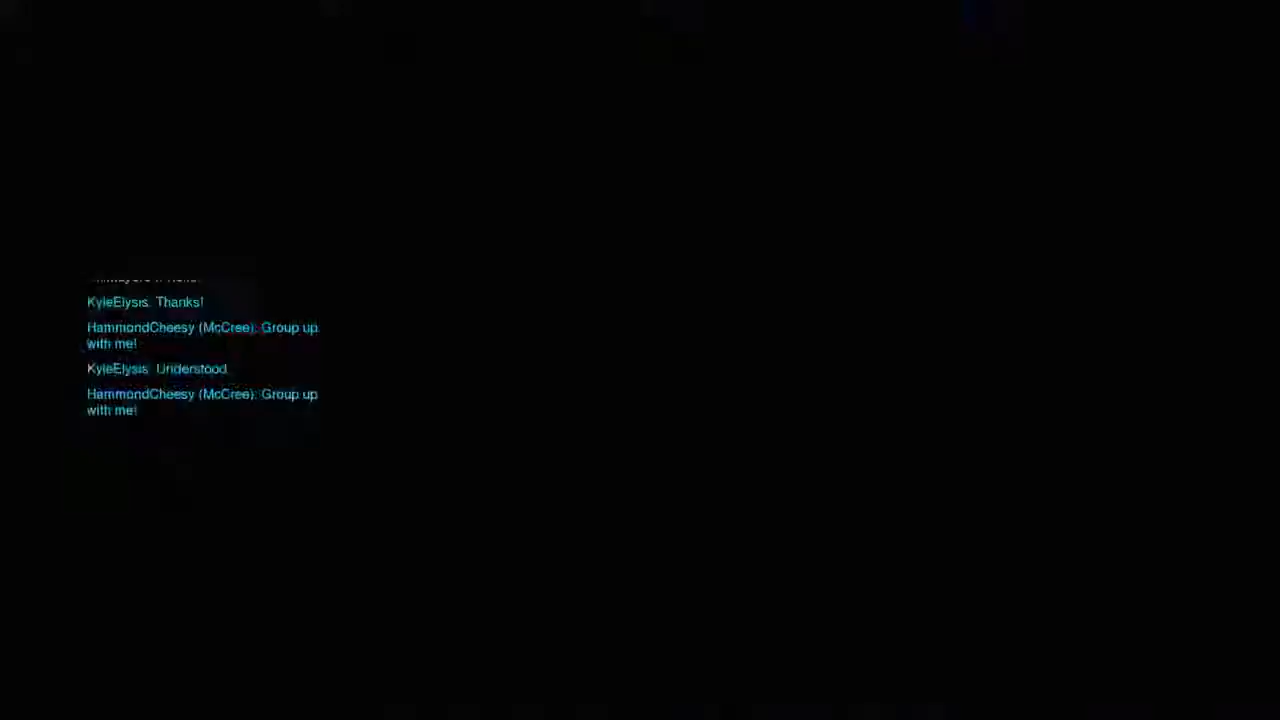 KyleElysis: Thanks!
HammondCheesy (McCree): Group up
with me!
KyleElysis: Understood
HammondCheesy (McCree): Group up
with me!